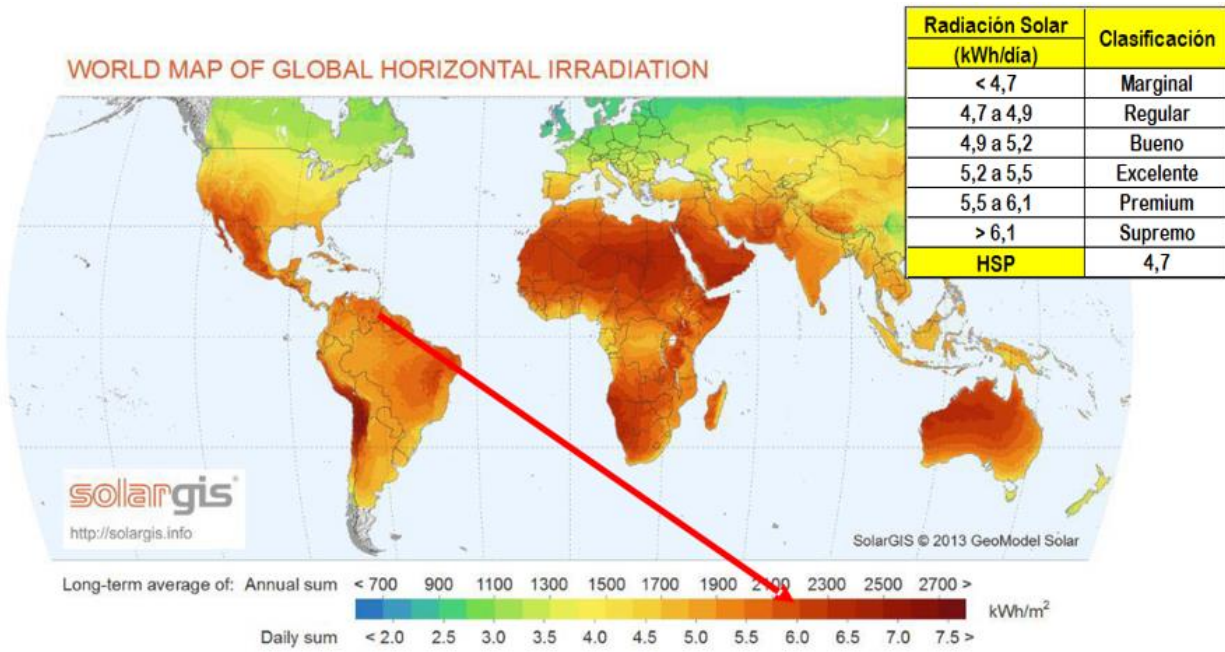 WORLD MAP OF GLOBAL HORIZONTAL IRRADIATION
Radiación Solar
(kWh/día) Clasificación
< 4,7 Marginal
4,7 a 4,9 Regular
4,9 a 5,2 Bueno
5,2 a 5,5 Excelente
5,5 a 6,1 Premium
> 6,1 Supremo
HSP 4,7
solargis
http://solargis.info
SolarGIS © 2013 GeoModel Solar
Long-term average of: Annual sum < 700 900 1100 1300 1500 1700 1900 2100 2300 2500 2700 >
kWh/m²
Daily sum < 2.0 2.5 3.0 3.5 4.0 4.5 5.0 5.5 6.0 6.5 7.0 7.5 >